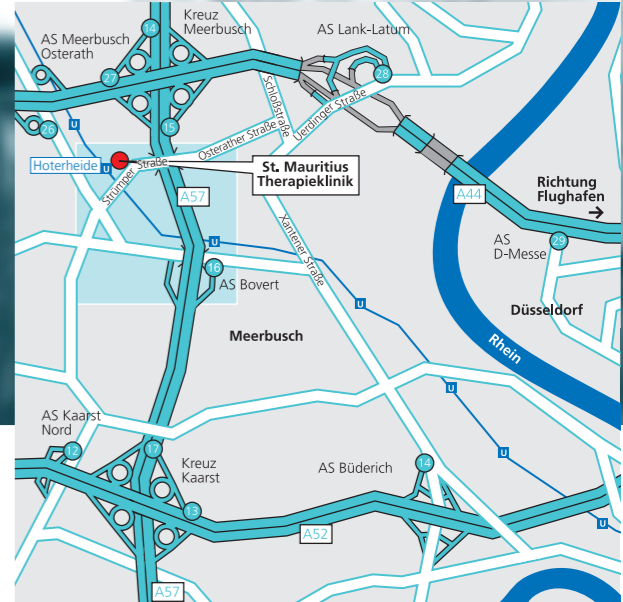 14
Kreuz
Meerbusch
AS Lank-Latum
AS Meerbusch
Osterath
27
28
Schloßstraße
Uerdinger Straße
15
26
U
Osterather Straße
Hoterheide
U
Strümper Straße
St. Mauritius
Therapieklinik
A57
A44
Richtung
Flughafen
→
Xantener Straße
U
AS
D-Messe
29
16
AS Bovert
U
Düsseldorf
Meerbusch
Rhein
U
AS Kaarst
Nord
12
17
Kreuz
Kaarst
AS Büderich
14
U
13
U
A52
A57